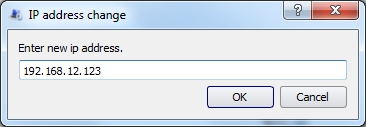 IP address change
Enter new ip address.
192.168.12.123
OK Cancel